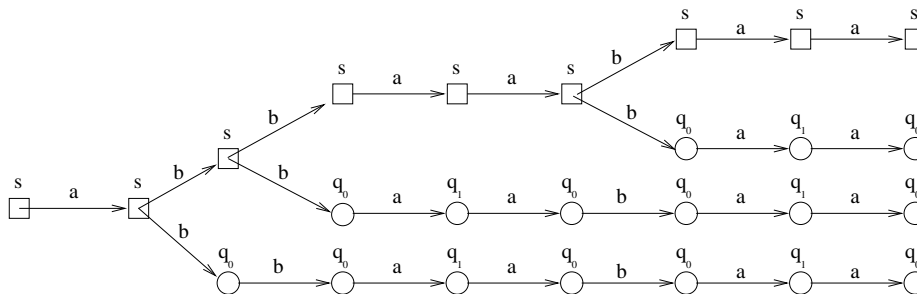 s s s
a a
b
s s s
a a
b b
q₀ q₁ q₀
s a a
b b
s s q₀ q₁ q₀ q₀ q₁ q₀
a a a b a a
b
q₀ q₀ q₁ q₀ q₀ q₁ q₀
b a a b a a